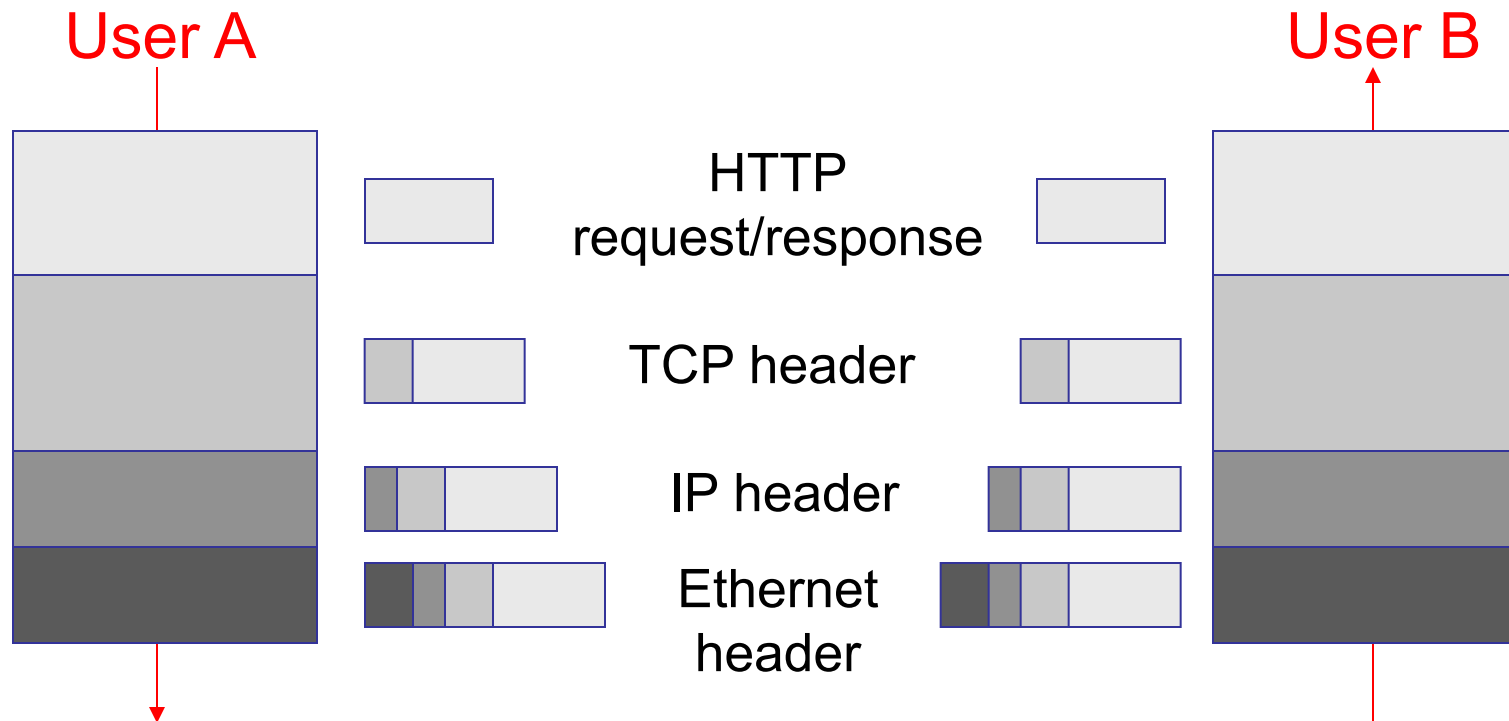 User A
User B
HTTP
request/response
TCP header
IP header
Ethernet
header